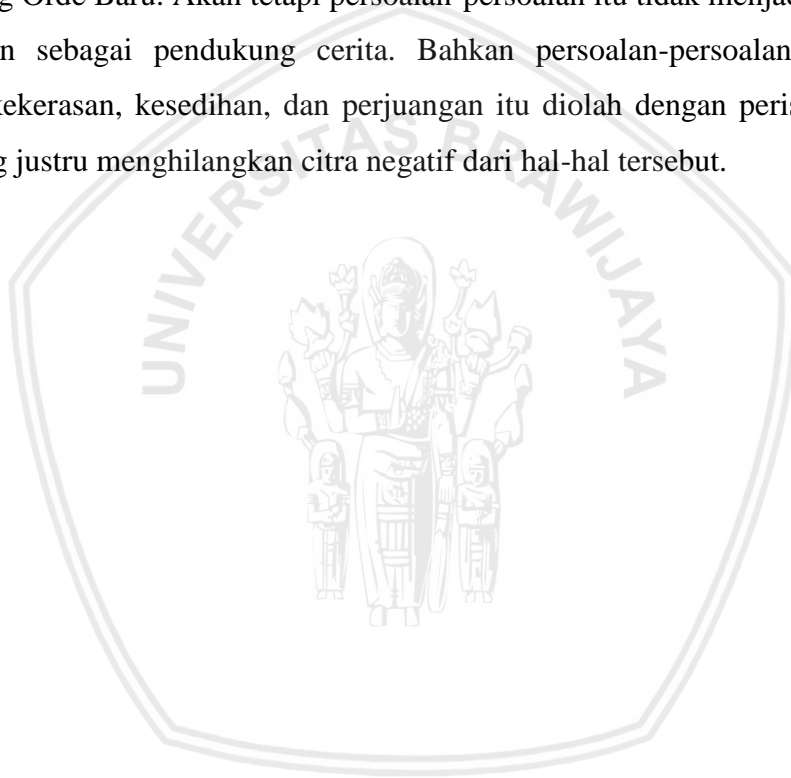 g Orde Baru. Akan tetapi persoalan-persoalan itu tidak menjad
n sebagai pendukung cerita. Bahkan persoalan-persoalan
kekerasan, kesedihan, dan perjuangan itu diolah dengan peris
g justru menghilangkan citra negatif dari hal-hal tersebut.
UNIVERSITAS BRAWIJAYA